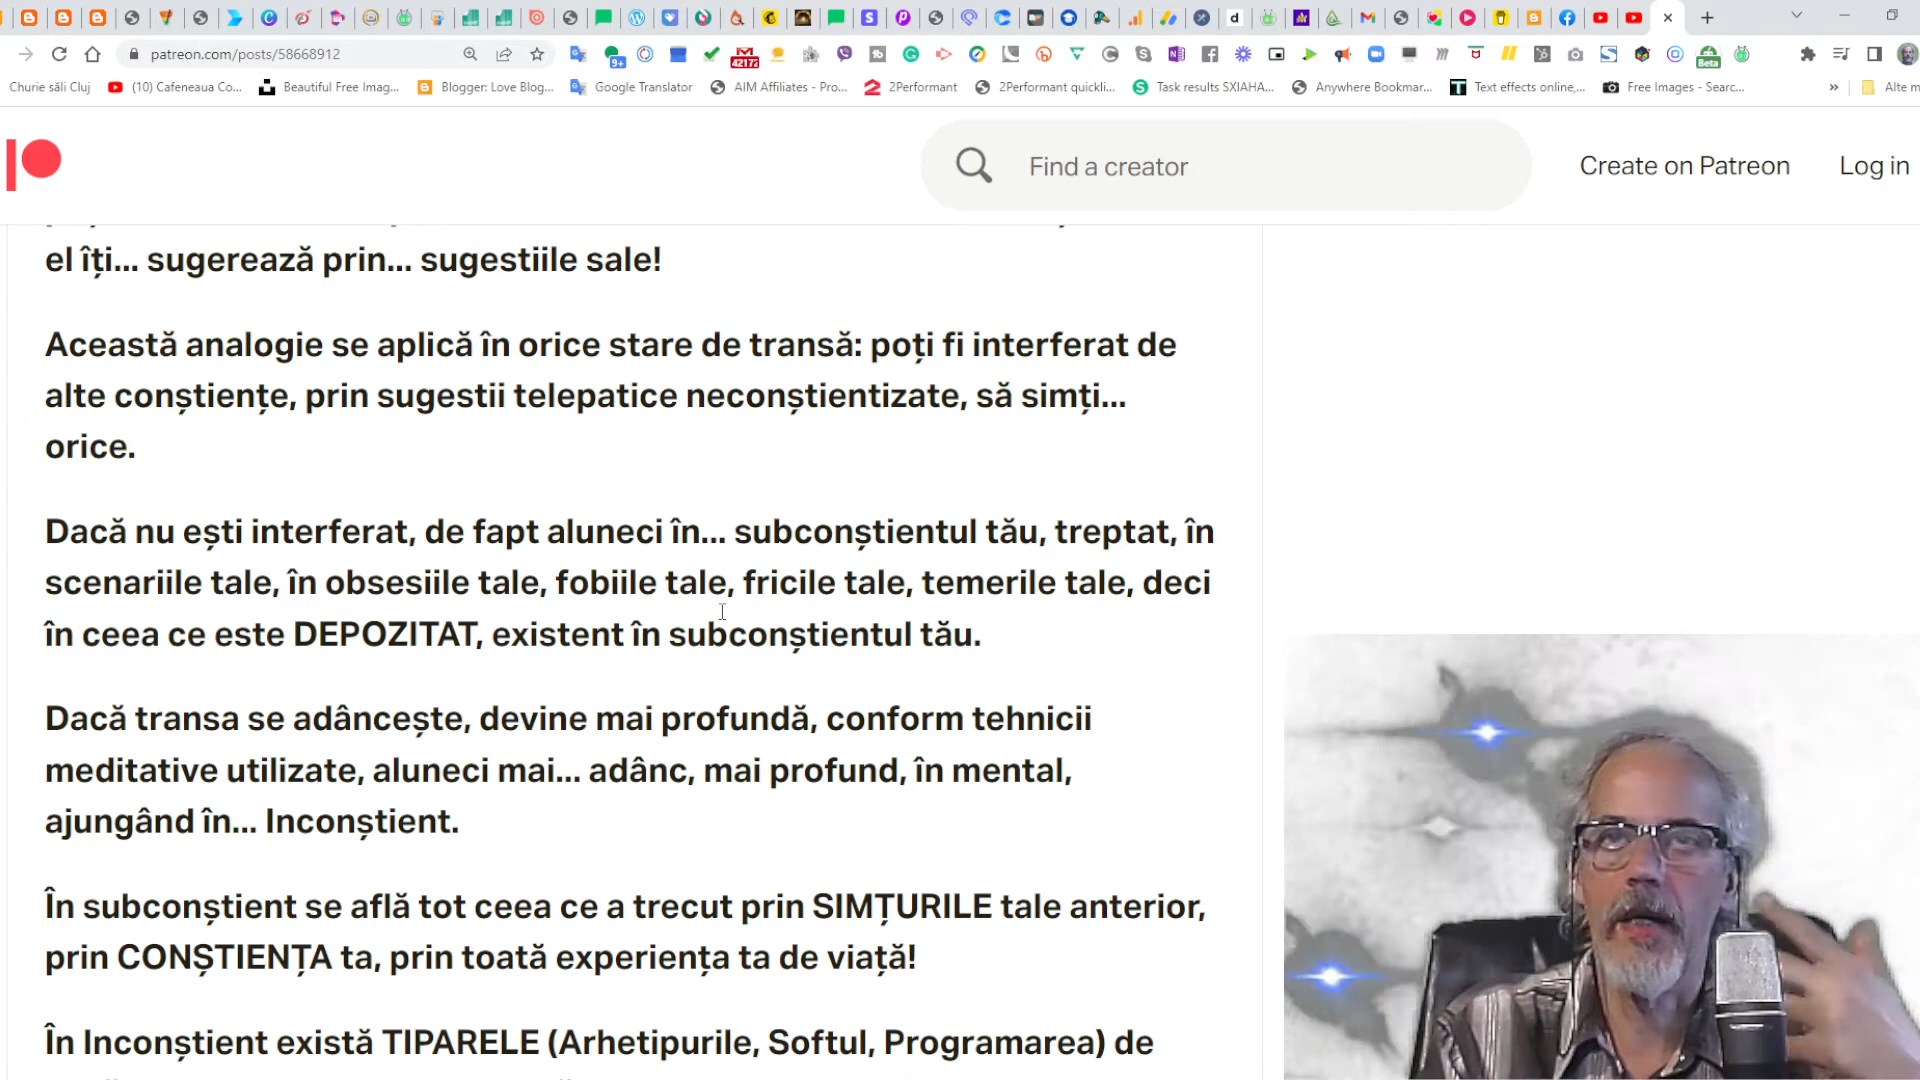 patreon.com/posts/58668912
9+
42172
Beta
Churie săli Cluj
(10) Cafeneaua Co...
Beautiful Free Imag...
Blogger: Love Blog...
Google Translator
AIM Affiliates - Pro...
2Performant
2Performant quickli...
Task results SXIAHA...
Anywhere Bookmar...
Text effects online,...
Free Images - Searc...
»
Alte m
Find a creator
Create on Patreon
Log in
el îți... sugerează prin... sugestiile sale!
Această analogie se aplică în orice stare de transă: poți fi interferat de
alte conștiențe, prin sugestii telepatice neconștientizate, să simți...
orice.
Dacă nu ești interferat, de fapt aluneci în... subconștientul tău, treptat, în
scenariile tale, în obsesiile tale, fobiile tale, fricile tale, temerile tale, deci
în ceea ce este DEPOZITAT, existent în subconștientul tău.
Dacă transa se adâncește, devine mai profundă, conform tehnicii
meditative utilizate, aluneci mai... adânc, mai profund, în mental,
ajungând în... Inconștient.
În subconștient se află tot ceea ce a trecut prin SIMȚURILE tale anterior,
prin CONȘTIENȚA ta, prin toată experiența ta de viață!
În Inconștient există TIPARELE (Arhetipurile, Softul, Programarea) de